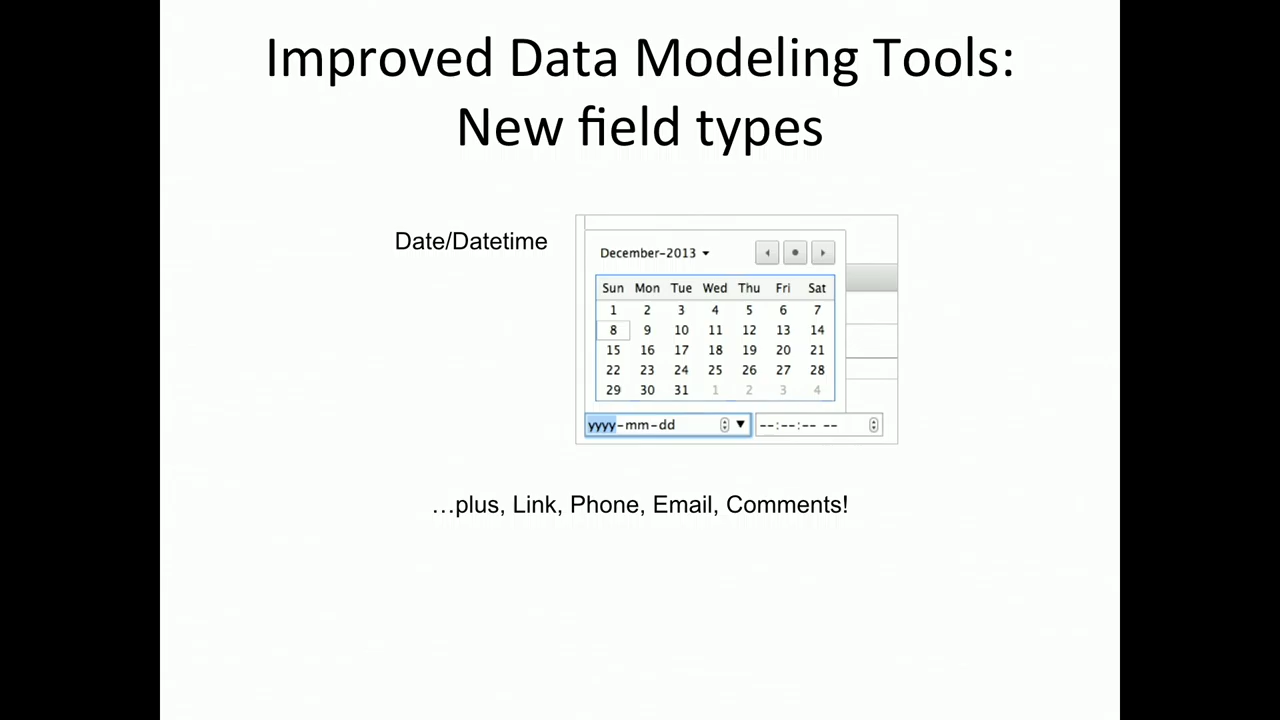 Improved Data Modeling Tools:
New field types
Date/Datetime
December-2013
Sun Mon Tue Wed Thu Fri Sat
1 2 3 4 5 6 7
8 9 10 11 12 13 14
15 16 17 18 19 20 21
22 23 24 25 26 27 28
29 30 31 1 2 3 4
yyyy-mm-dd --:--:-- --
…plus, Link, Phone, Email, Comments!